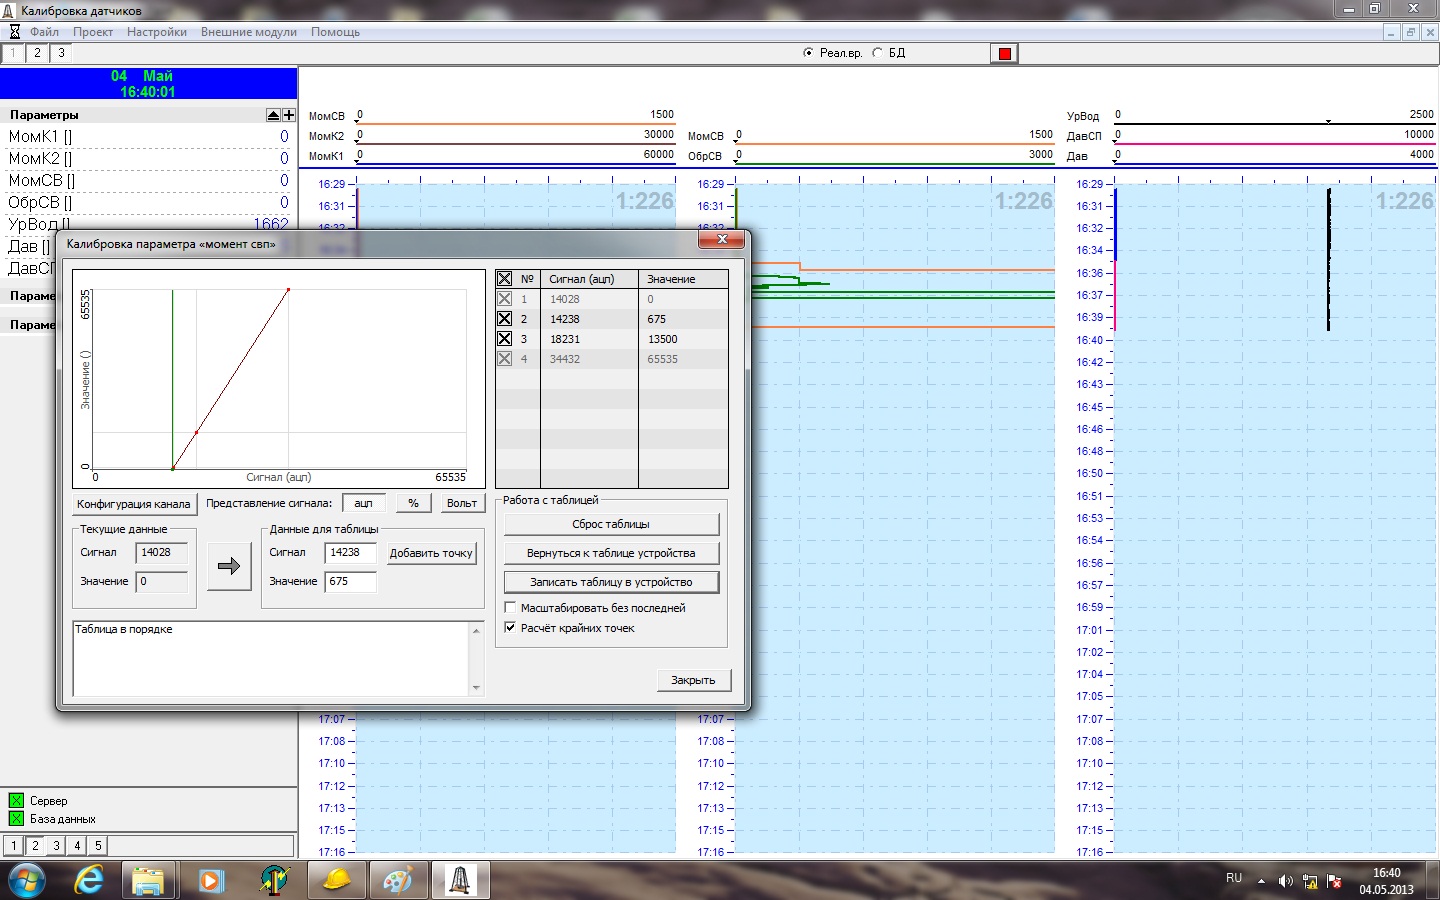 Калибровка датчиков
Файл Проект Настройки Внешние модули Помощь
1 2 3 Реал.вр. БД
04 Май
16:40:01
Параметры
МомК1 [] 0
МомК2 [] 0
МомСВ [] 0
ОбрСВ [] 0
УрВод [] 1662
Дав []
ДавСП
Параме
Параме
МомСВ 0 1500
МомК2 0 30000
МомК1 0 60000
МомСВ 0 1500
ОбрСВ 0 3000
УрВод 0 2500
ДавСП 0 10000
Дав 0 4000
16:29 1:226 16:29 1:226 16:29 1:226
16:31 16:31 16:31
16:32 16:32 16:32
16:34
16:36
16:37
16:39
16:40
16:42
16:43
16:45
16:46
16:48
16:50
16:51
16:53
16:54
16:56
16:57
16:59
17:01
17:02
17:04
17:05
Калибровка параметра «момент свп»
65535
Значение ()
0
0 Сигнал (ацп) 65535
№ Сигнал (ацп) Значение
1 14028 0
2 14238 675
3 18231 13500
4 34432 65535
Конфигурация канала Представление сигнала: ацп % Вольт
Текущие данные
Сигнал 14028
Значение 0
Данные для таблицы
Сигнал 14238 Добавить точку
Значение 675
Таблица в порядке
Работа с таблицей
Сброс таблицы
Вернуться к таблице устройства
Записать таблицу в устройство
Масштабировать без последней
Расчёт крайних точек
Закрыть
17:07 17:07 17:07
17:08 17:08 17:08
17:10 17:10 17:10
17:12 17:12 17:12
17:13 17:13 17:13
17:15 17:15 17:15
17:16 17:16 17:16
Сервер
База данных
1 2 3 4 5
RU
16:40
04.05.2013